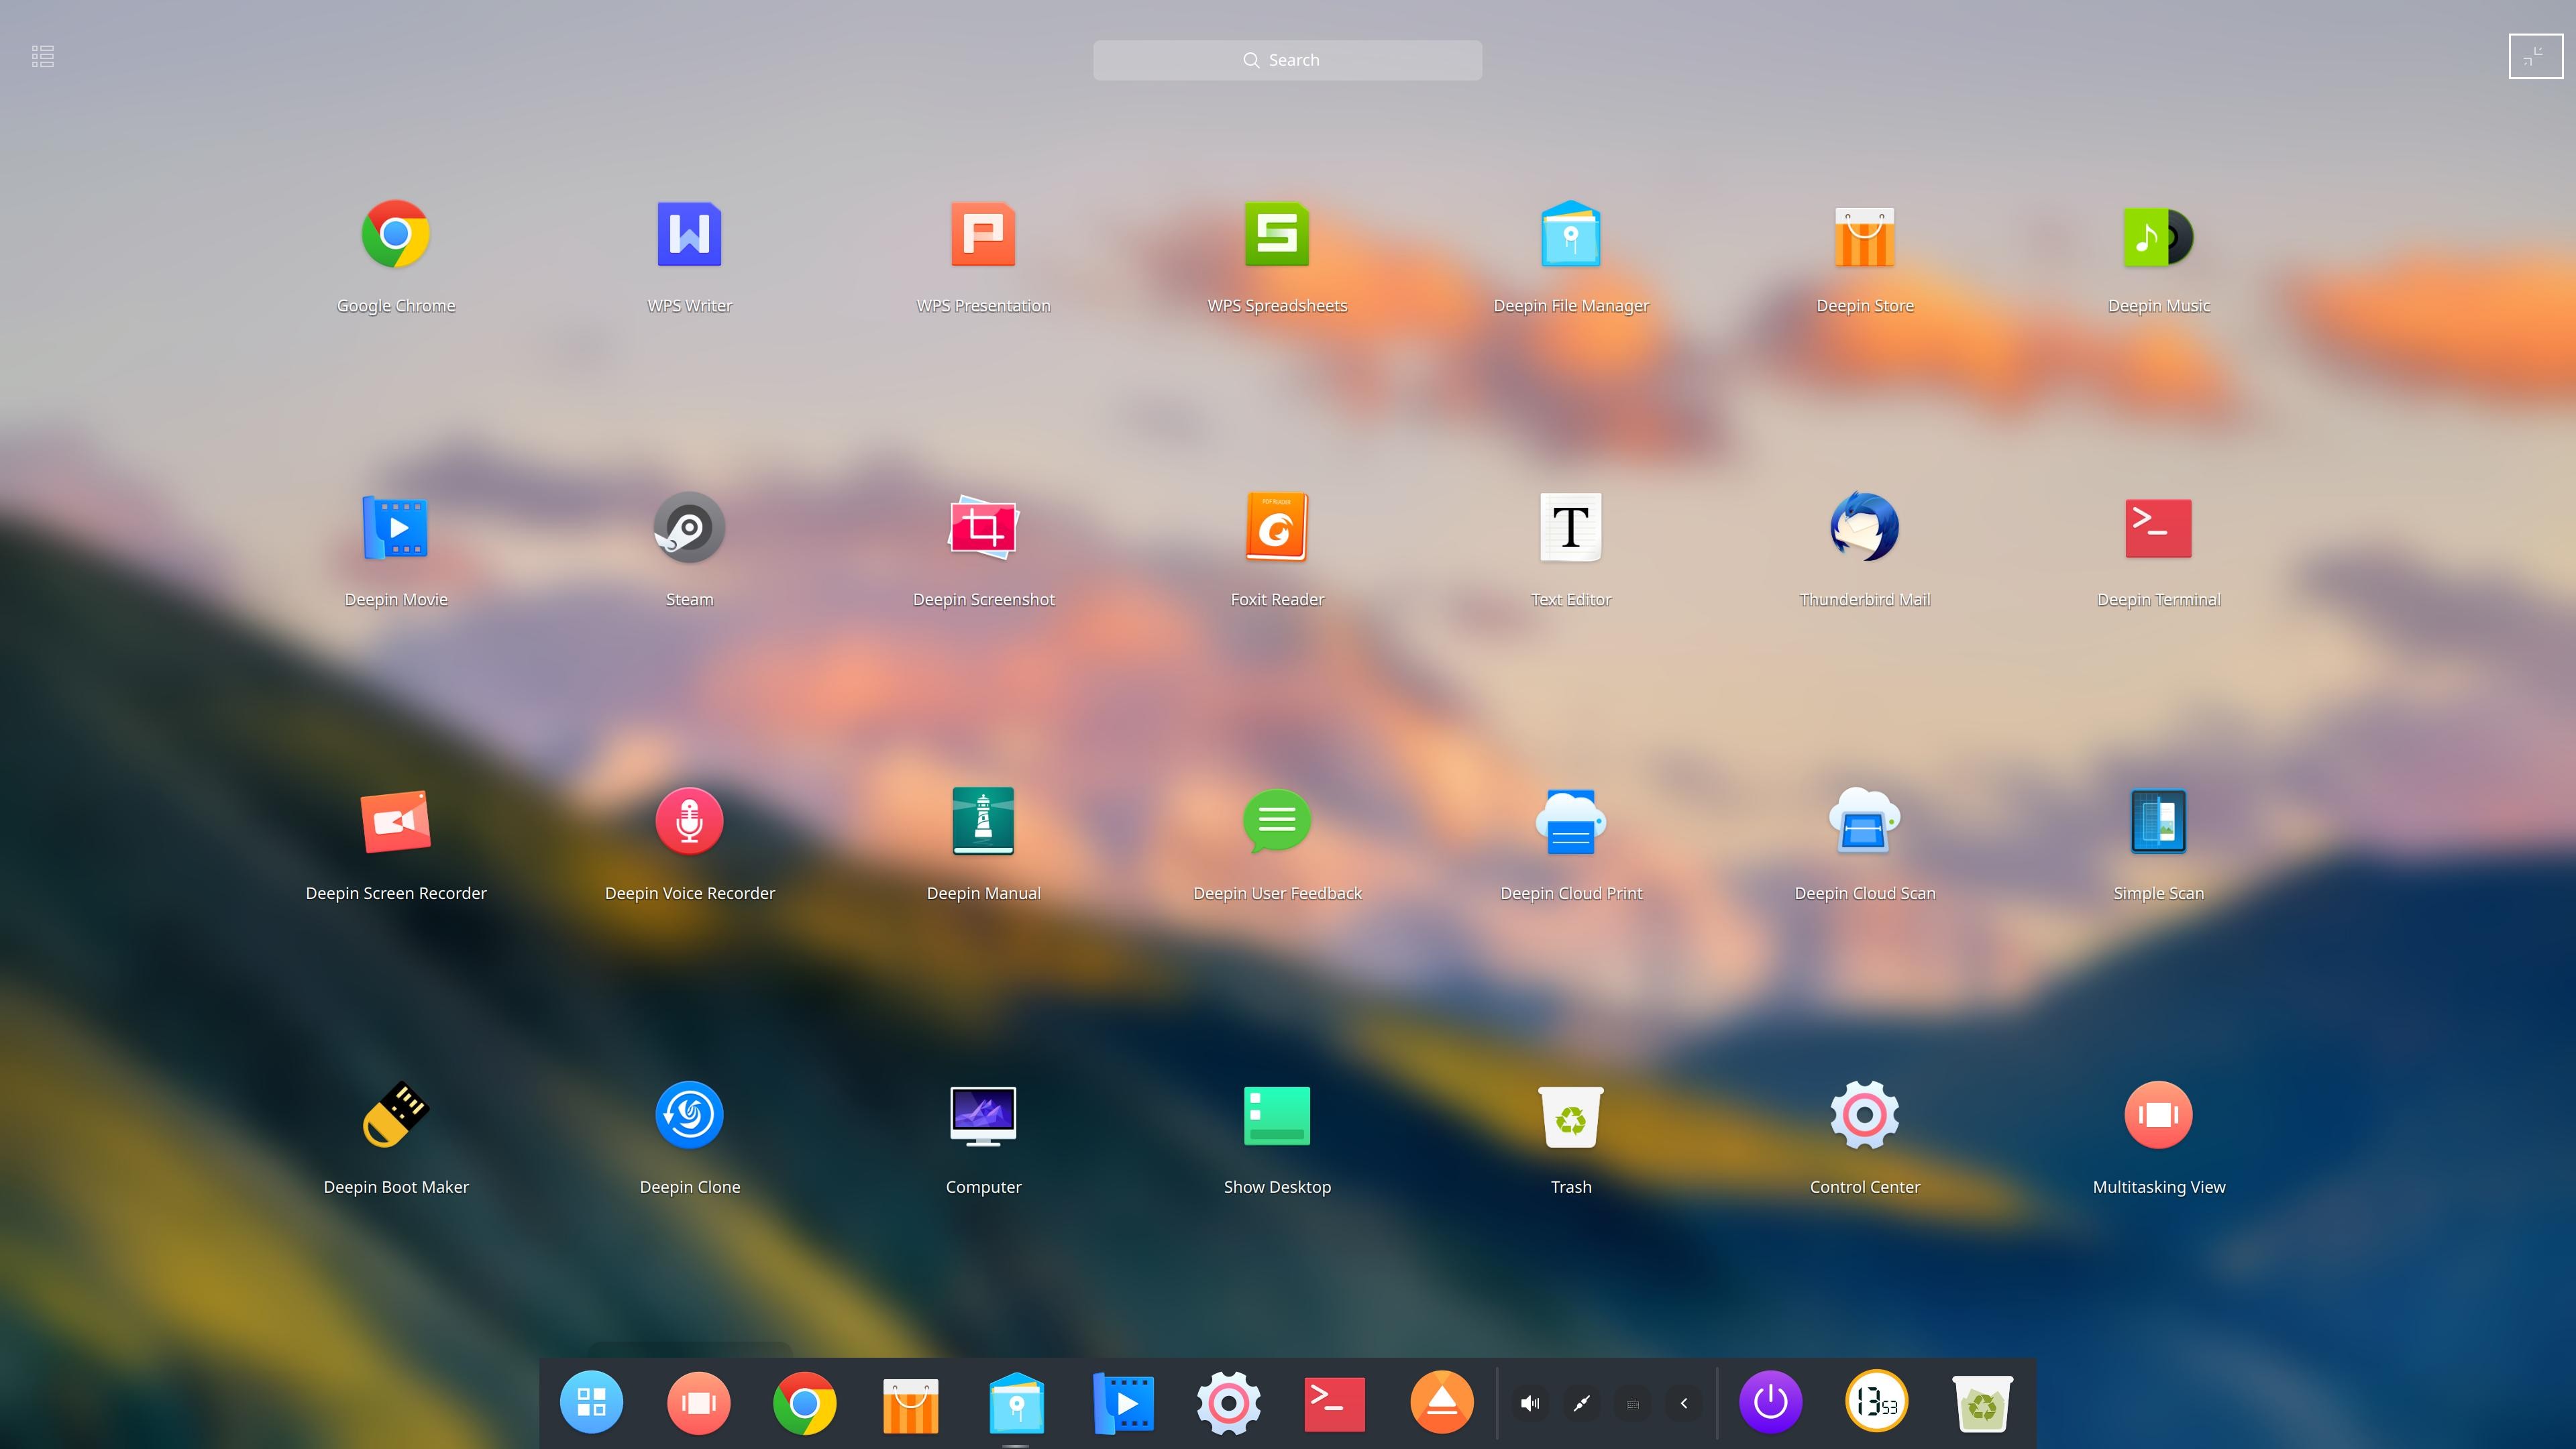 Search
Google Chrome
WPS Writer
WPS Presentation
WPS Spreadsheets
Deepin File Manager
Deepin Store
Deepin Music
PDF READER
T
Deepin Movie
Steam
Deepin Screenshot
Foxit Reader
Text Editor
Thunderbird Mail
Deepin Terminal
Deepin Screen Recorder
Deepin Voice Recorder
Deepin Manual
Deepin User Feedback
Deepin Cloud Print
Deepin Cloud Scan
Simple Scan
Deepin Boot Maker
Deepin Clone
Computer
Show Desktop
Trash
Control Center
Multitasking View
13 53